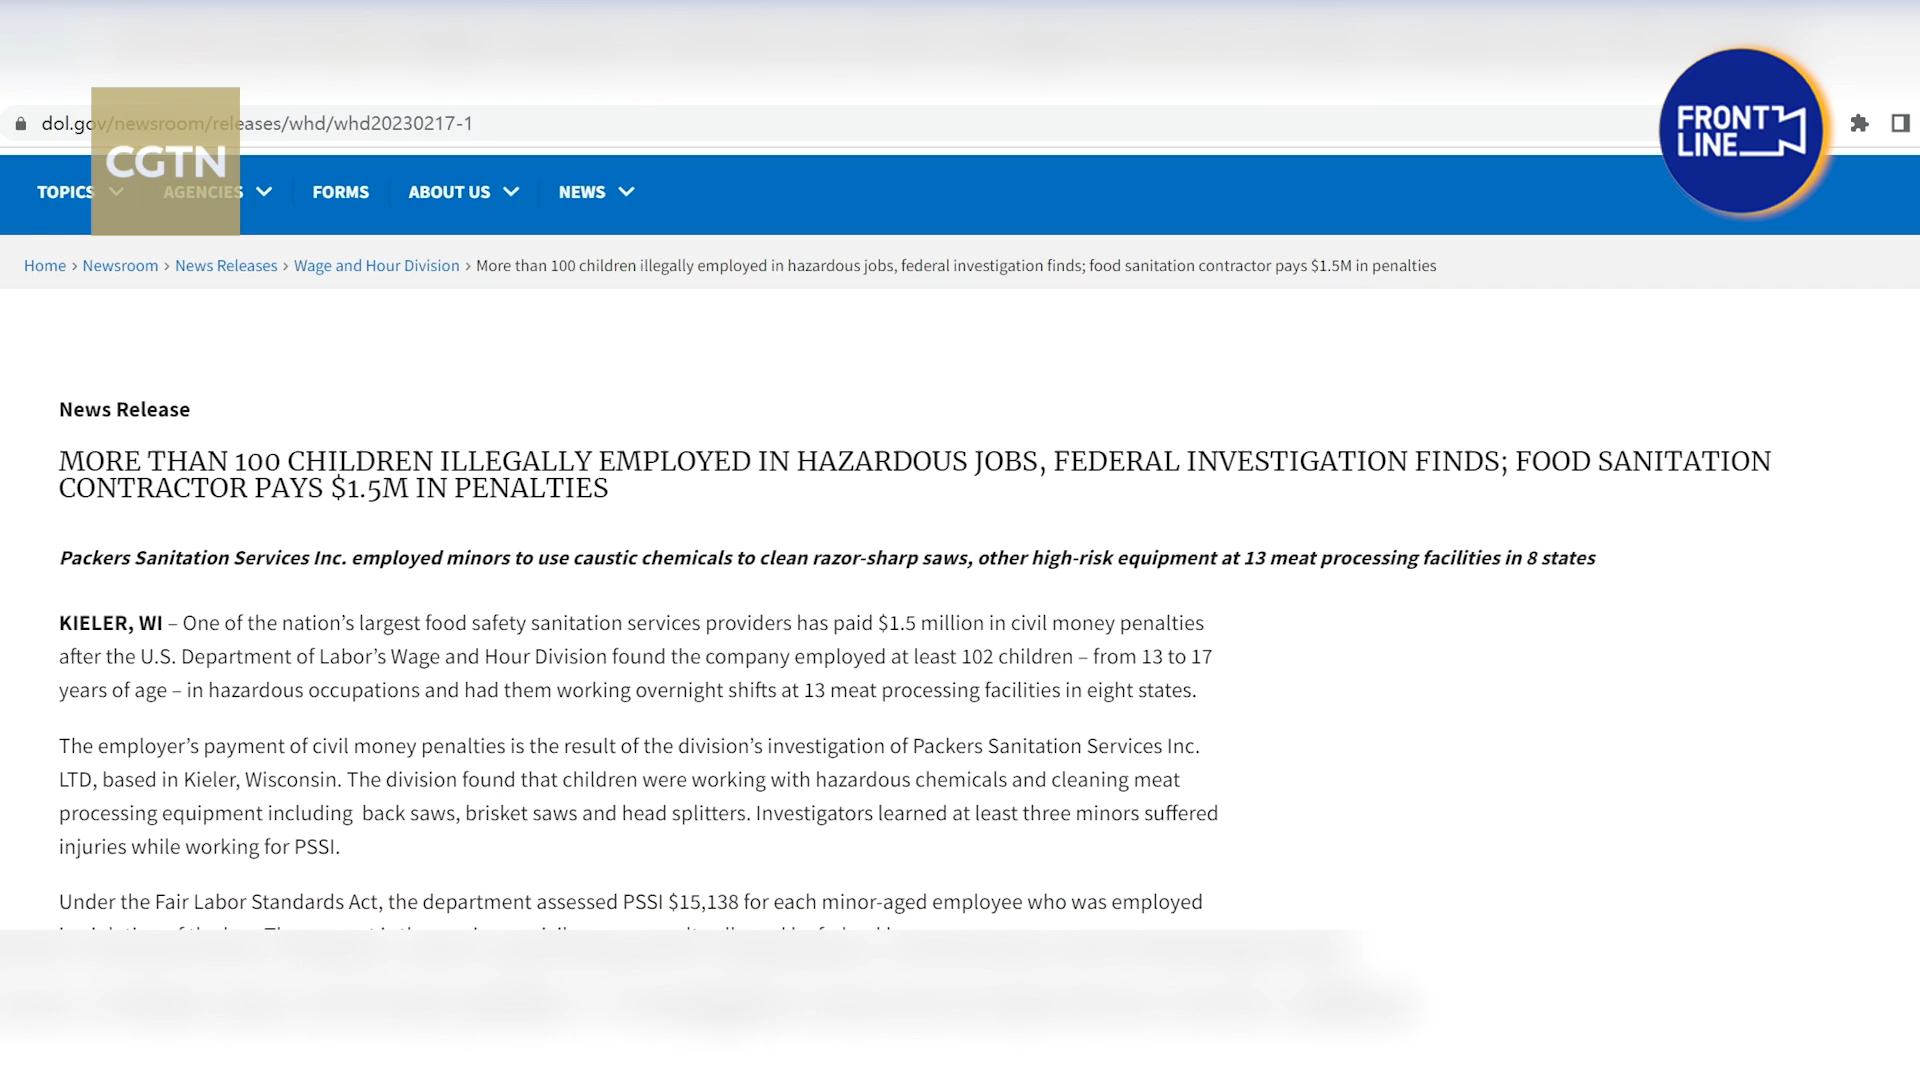 dol.gov/newsroom/releases/whd/whd20230217-1
CGTN
FRONT
LINE
TOPICS AGENCIES FORMS ABOUT US NEWS
Home > Newsroom > News Releases > Wage and Hour Division > More than 100 children illegally employed in hazardous jobs, federal investigation finds; food sanitation contractor pays $1.5M in penalties
News Release
MORE THAN 100 CHILDREN ILLEGALLY EMPLOYED IN HAZARDOUS JOBS, FEDERAL INVESTIGATION FINDS; FOOD SANITATION
CONTRACTOR PAYS $1.5M IN PENALTIES
Packers Sanitation Services Inc. employed minors to use caustic chemicals to clean razor-sharp saws, other high-risk equipment at 13 meat processing facilities in 8 states
KIELER, WI – One of the nation’s largest food safety sanitation services providers has paid $1.5 million in civil money penalties
after the U.S. Department of Labor’s Wage and Hour Division found the company employed at least 102 children – from 13 to 17
years of age – in hazardous occupations and had them working overnight shifts at 13 meat processing facilities in eight states.
The employer’s payment of civil money penalties is the result of the division’s investigation of Packers Sanitation Services Inc.
LTD, based in Kieler, Wisconsin. The division found that children were working with hazardous chemicals and cleaning meat
processing equipment including back saws, brisket saws and head splitters. Investigators learned at least three minors suffered
injuries while working for PSSI.
Under the Fair Labor Standards Act, the department assessed PSSI $15,138 for each minor-aged employee who was employed